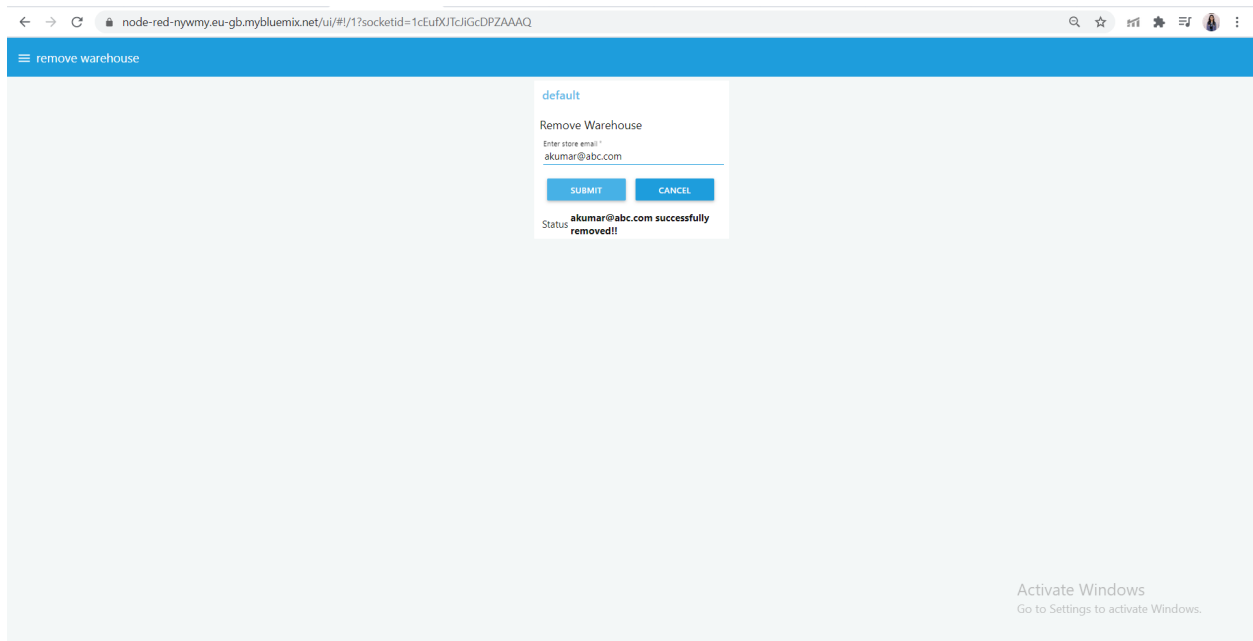 node-red-nywmy.eu-gb.mybluemix.net/ui/#!/1?socketid=1cEufXJTcJiGcDPZAAAQ
remove warehouse
default
Remove Warehouse
Enter store email *
akumar@abc.com
SUBMIT CANCEL
Status akumar@abc.com successfully
removed!!
Activate Windows
Go to Settings to activate Windows.